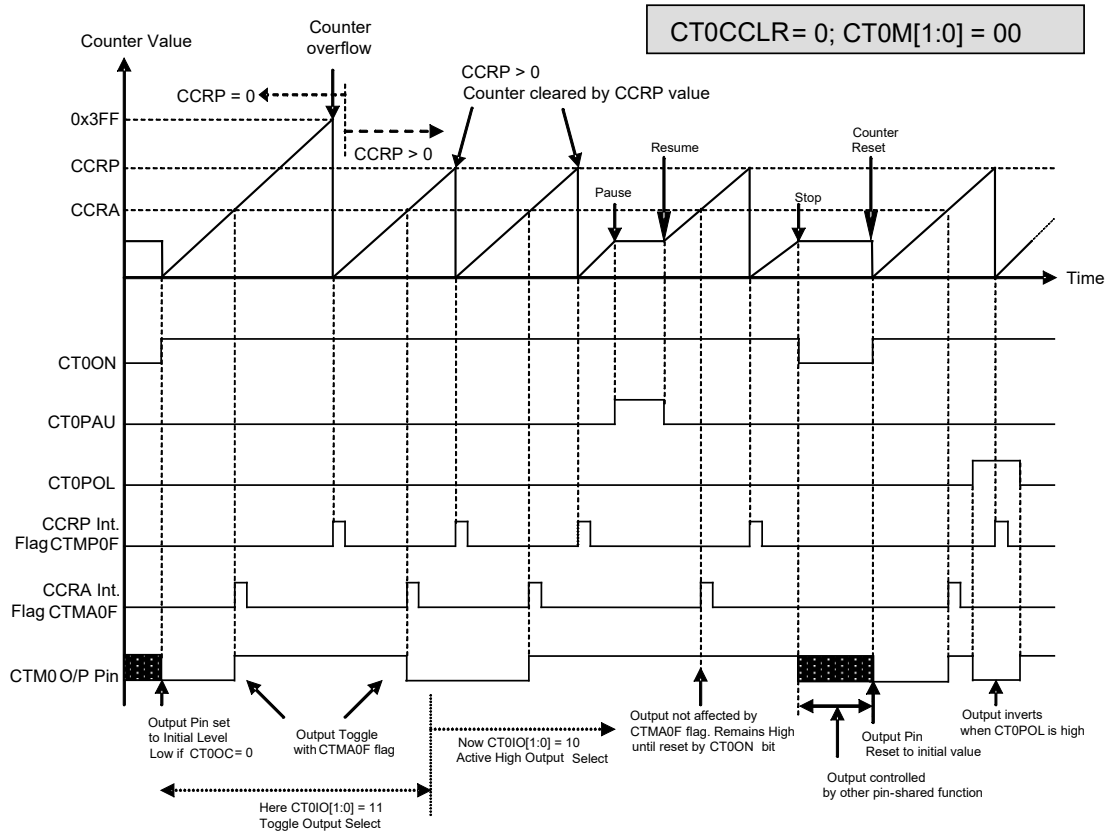 CT0CCLR = 0; CT0M[1:0] = 00
Counter Value
Counter
overflow
CCRP = 0
CCRP > 0
CCRP > 0
Counter cleared by CCRP value
0x3FF
CCRP
CCRA
Pause
Resume
Stop
Counter
Reset
Time
CT0ON
CT0PAU
CT0POL
CCRP Int.
Flag CTMP0F
CCRA Int.
Flag CTMA0F
CTM0 O/P Pin
Output Pin set
to Initial Level
Low if CT0OC= 0
Output Toggle
with CTMA0F flag
Here CT0IO[1:0] = 11
Toggle Output Select
Now CT0IO[1:0] = 10
Active High Output Select
Output not affected by
CTMA0F flag. Remains High
until reset by CT0ON bit
Output controlled
by other pin-shared function
Output Pin
Reset to initial value
Output inverts
when CT0POL is high